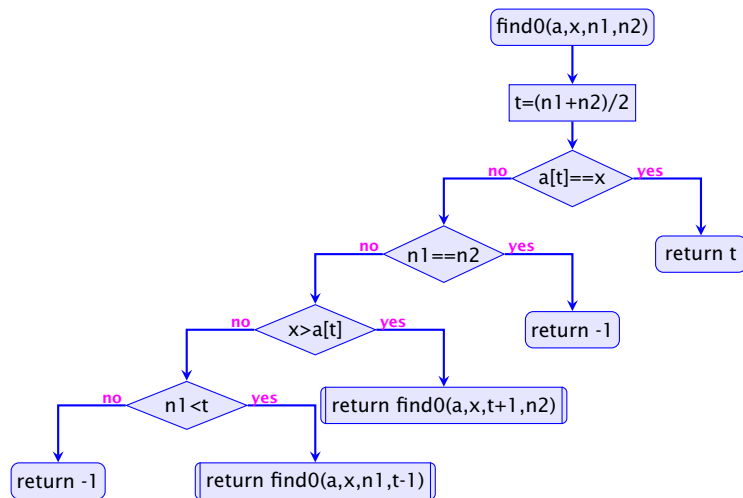 find0(a,x,n1,n2)
t=(n1+n2)/2
a[t]==x
no
yes
n1==n2
no
yes
return t
x>a[t]
no
yes
return -1
n1<t
no
yes
return find0(a,x,t+1,n2)
return -1
return find0(a,x,n1,t-1)